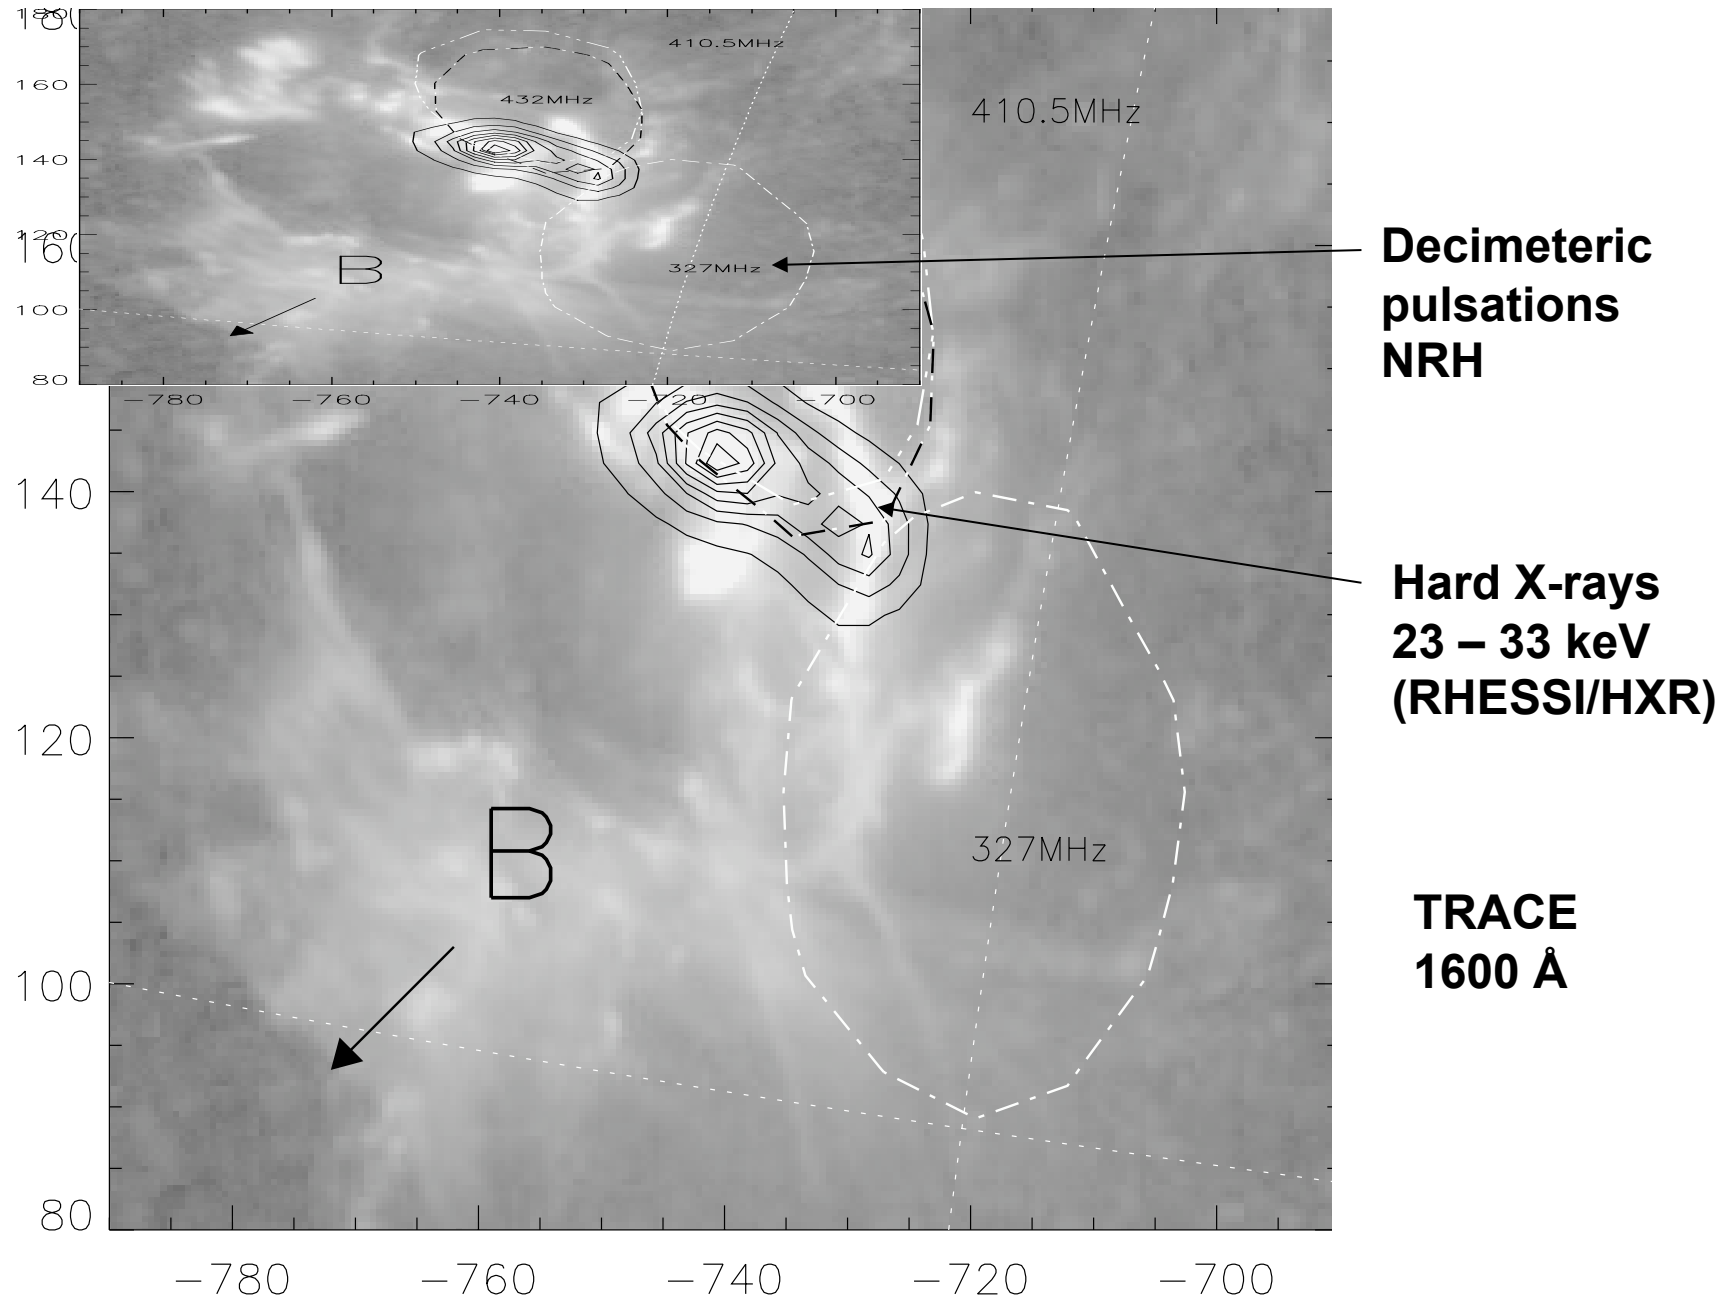 180
410.5MHz
160
432MHz
140
120
B
327MHz
100
80
−780 −760 −740 −720 −700
410.5MHz
Decimeteric
pulsations
NRH
160
140
Hard X-rays
23 – 33 keV
(RHESSI/HXR)
120
B
327MHz
TRACE
1600 Å
100
80
−780 −760 −740 −720 −700